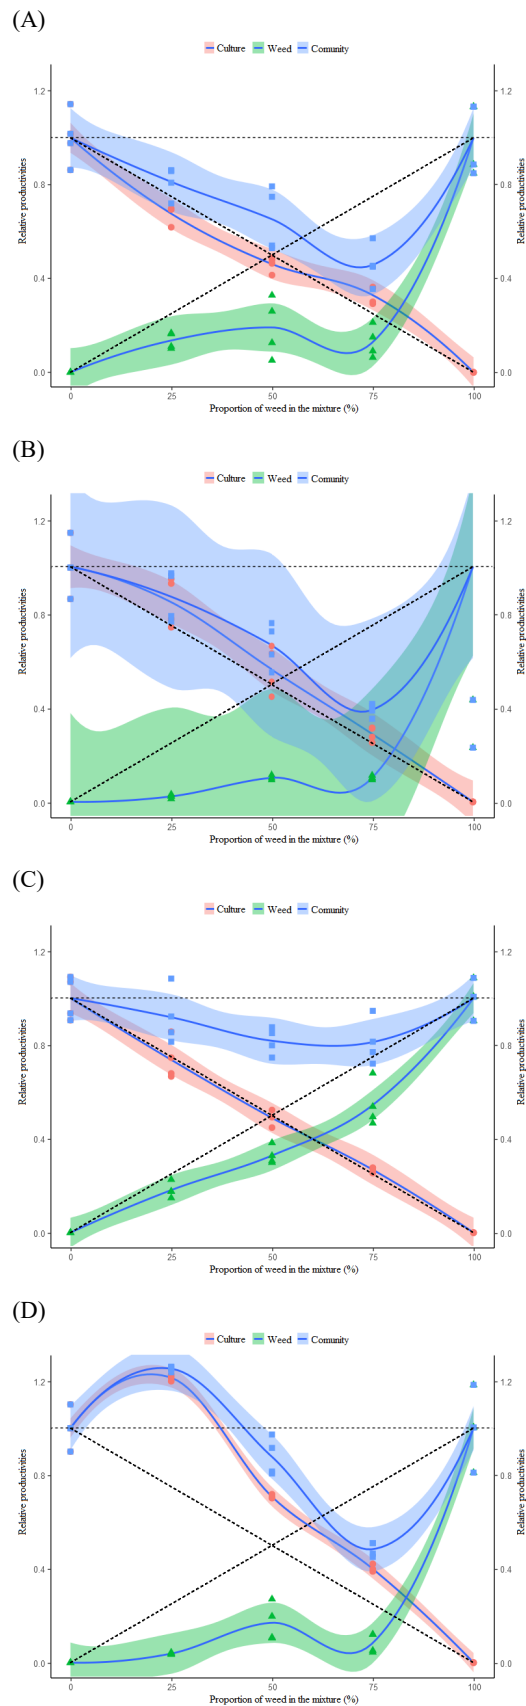 (A)
Culture Weed Comunity
1.2 1.2
0.8 0.8
0.4 0.4
0.0 0.0
Relative productivities Relative productivities
0 25 50 75 100
Proportion of weed in the mixture (%)
(B)
Culture Weed Comunity
1.2 1.2
0.8 0.8
0.4 0.4
0.0 0.0
Relative productivities Relative productivities
0 25 50 75 100
Proportion of weed in the mixture (%)
(C)
Culture Weed Comunity
1.2 1.2
0.8 0.8
0.4 0.4
0.0 0.0
Relative productivities Relative productivities
0 25 50 75 100
Proportion of weed in the mixture (%)
(D)
Culture Weed Comunity
1.2 1.2
0.8 0.8
0.4 0.4
0.0 0.0
Relative productivities Relative productivities
0 25 50 75 100
Proportion of weed in the mixture (%)